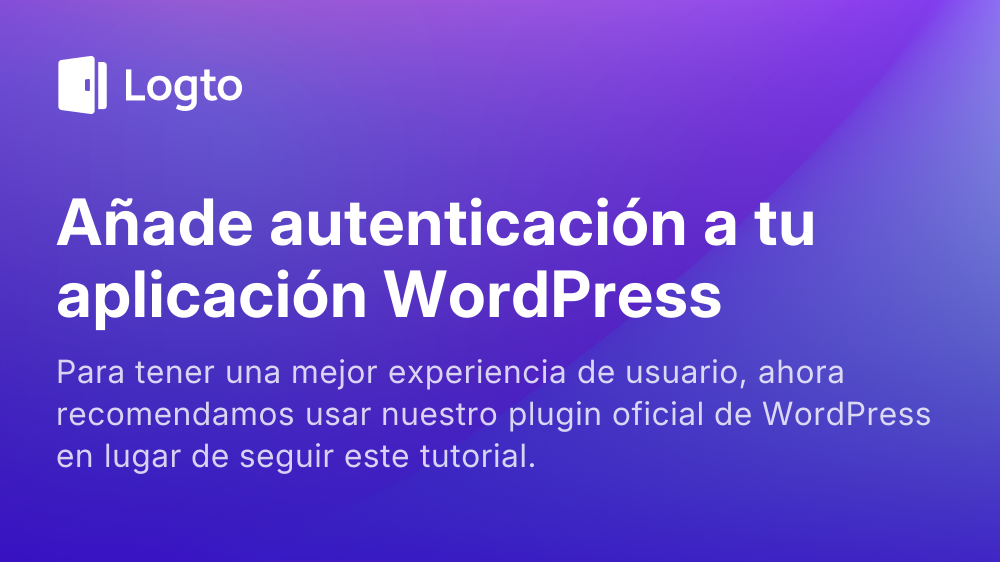 Logto
Añade autenticación a tu
aplicación WordPress
Para tener una mejor experiencia de usuario, ahora
recomendamos usar nuestro plugin oficial de WordPress
en lugar de seguir este tutorial.